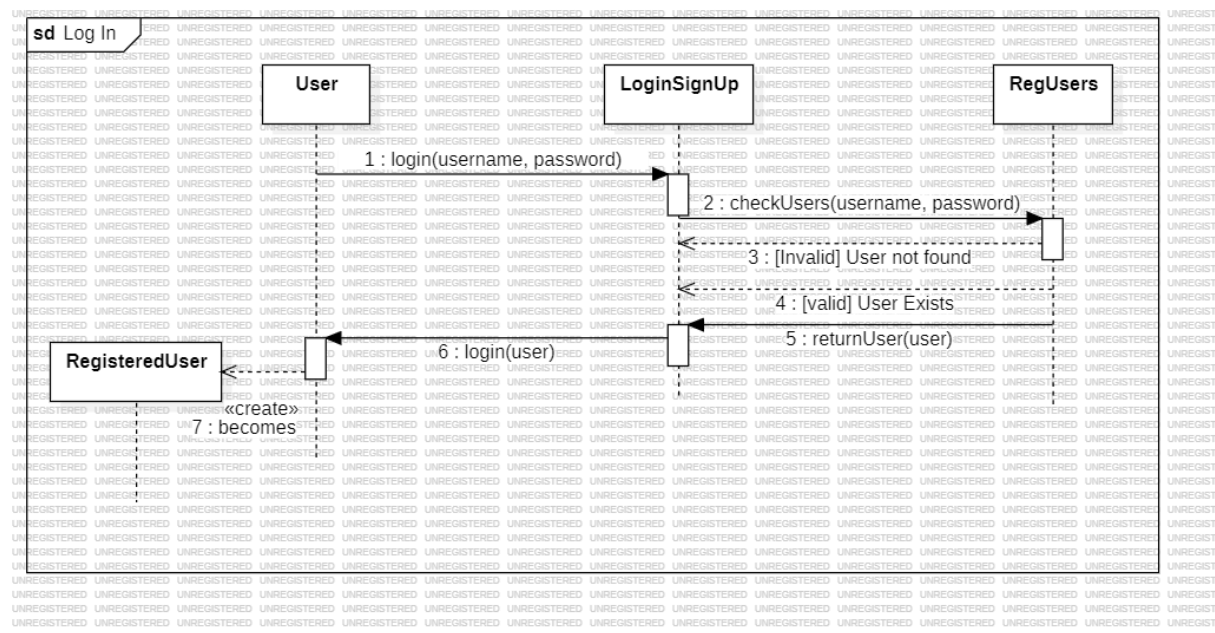 sd Log In
User
LoginSignUp
RegUsers
1 : login(username, password)
2 : checkUsers(username, password)
3 : [Invalid] User not found
4 : [valid] User Exists
5 : returnUser(user)
6 : login(user)
RegisteredUser
«create»
7 : becomes
UNREGISTERED